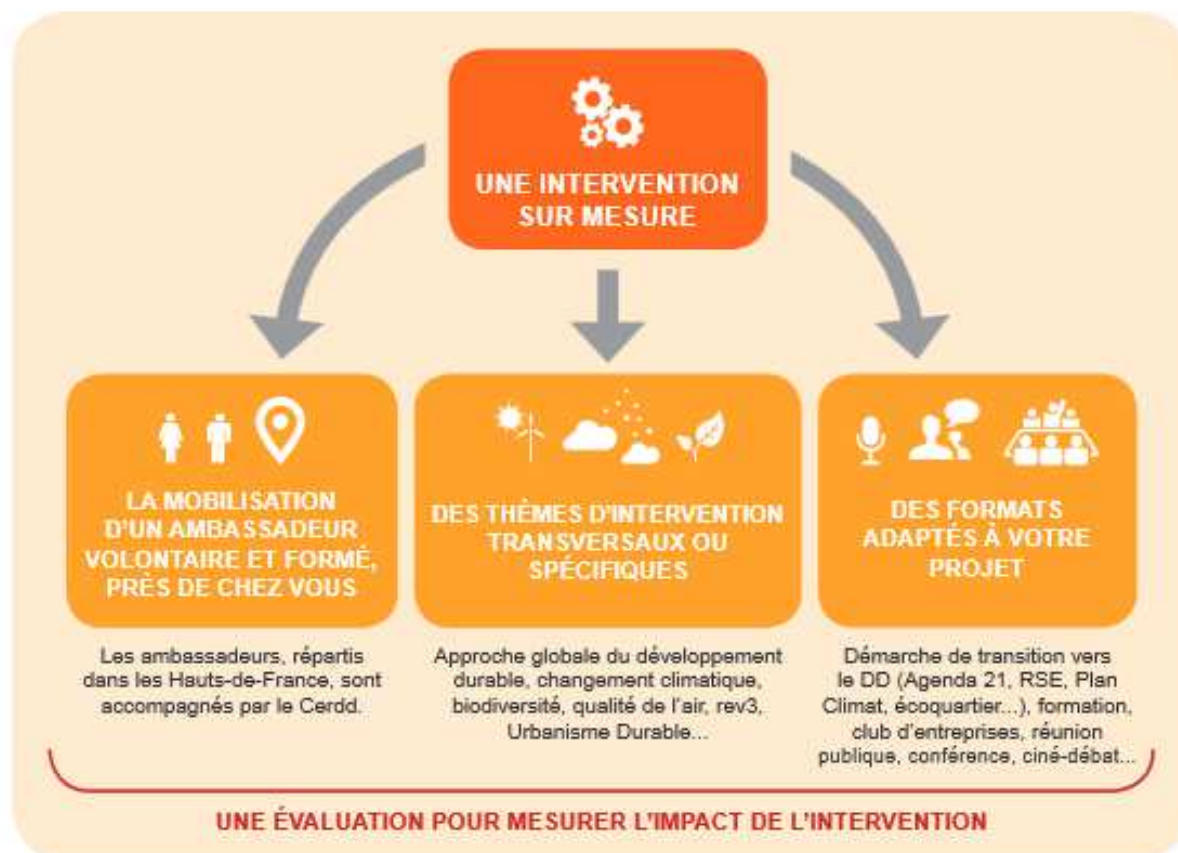 UNE INTERVENTION
SUR MESURE
LA MOBILISATION
D'UN AMBASSADEUR
VOLONTAIRE ET FORMÉ,
PRÈS DE CHEZ VOUS
Les ambassadeurs, répartis
dans les Hauts-de-France, sont
accompagnés par le Cerdd.
DES THÈMES D'INTERVENTION
TRANSVERSAUX OU
SPÉCIFIQUES
Approche globale du développement
durable, changement climatique,
biodiversité, qualité de l'air, rev3,
Urbanisme Durable...
DES FORMATS
ADAPTÉS À VOTRE
PROJET
Démarche de transition vers
le DD (Agenda 21, RSE, Plan
Climat, écoquartier...), formation,
club d'entreprises, réunion
publique, conférence, ciné-débat...
UNE ÉVALUATION POUR MESURER L'IMPACT DE L'INTERVENTION